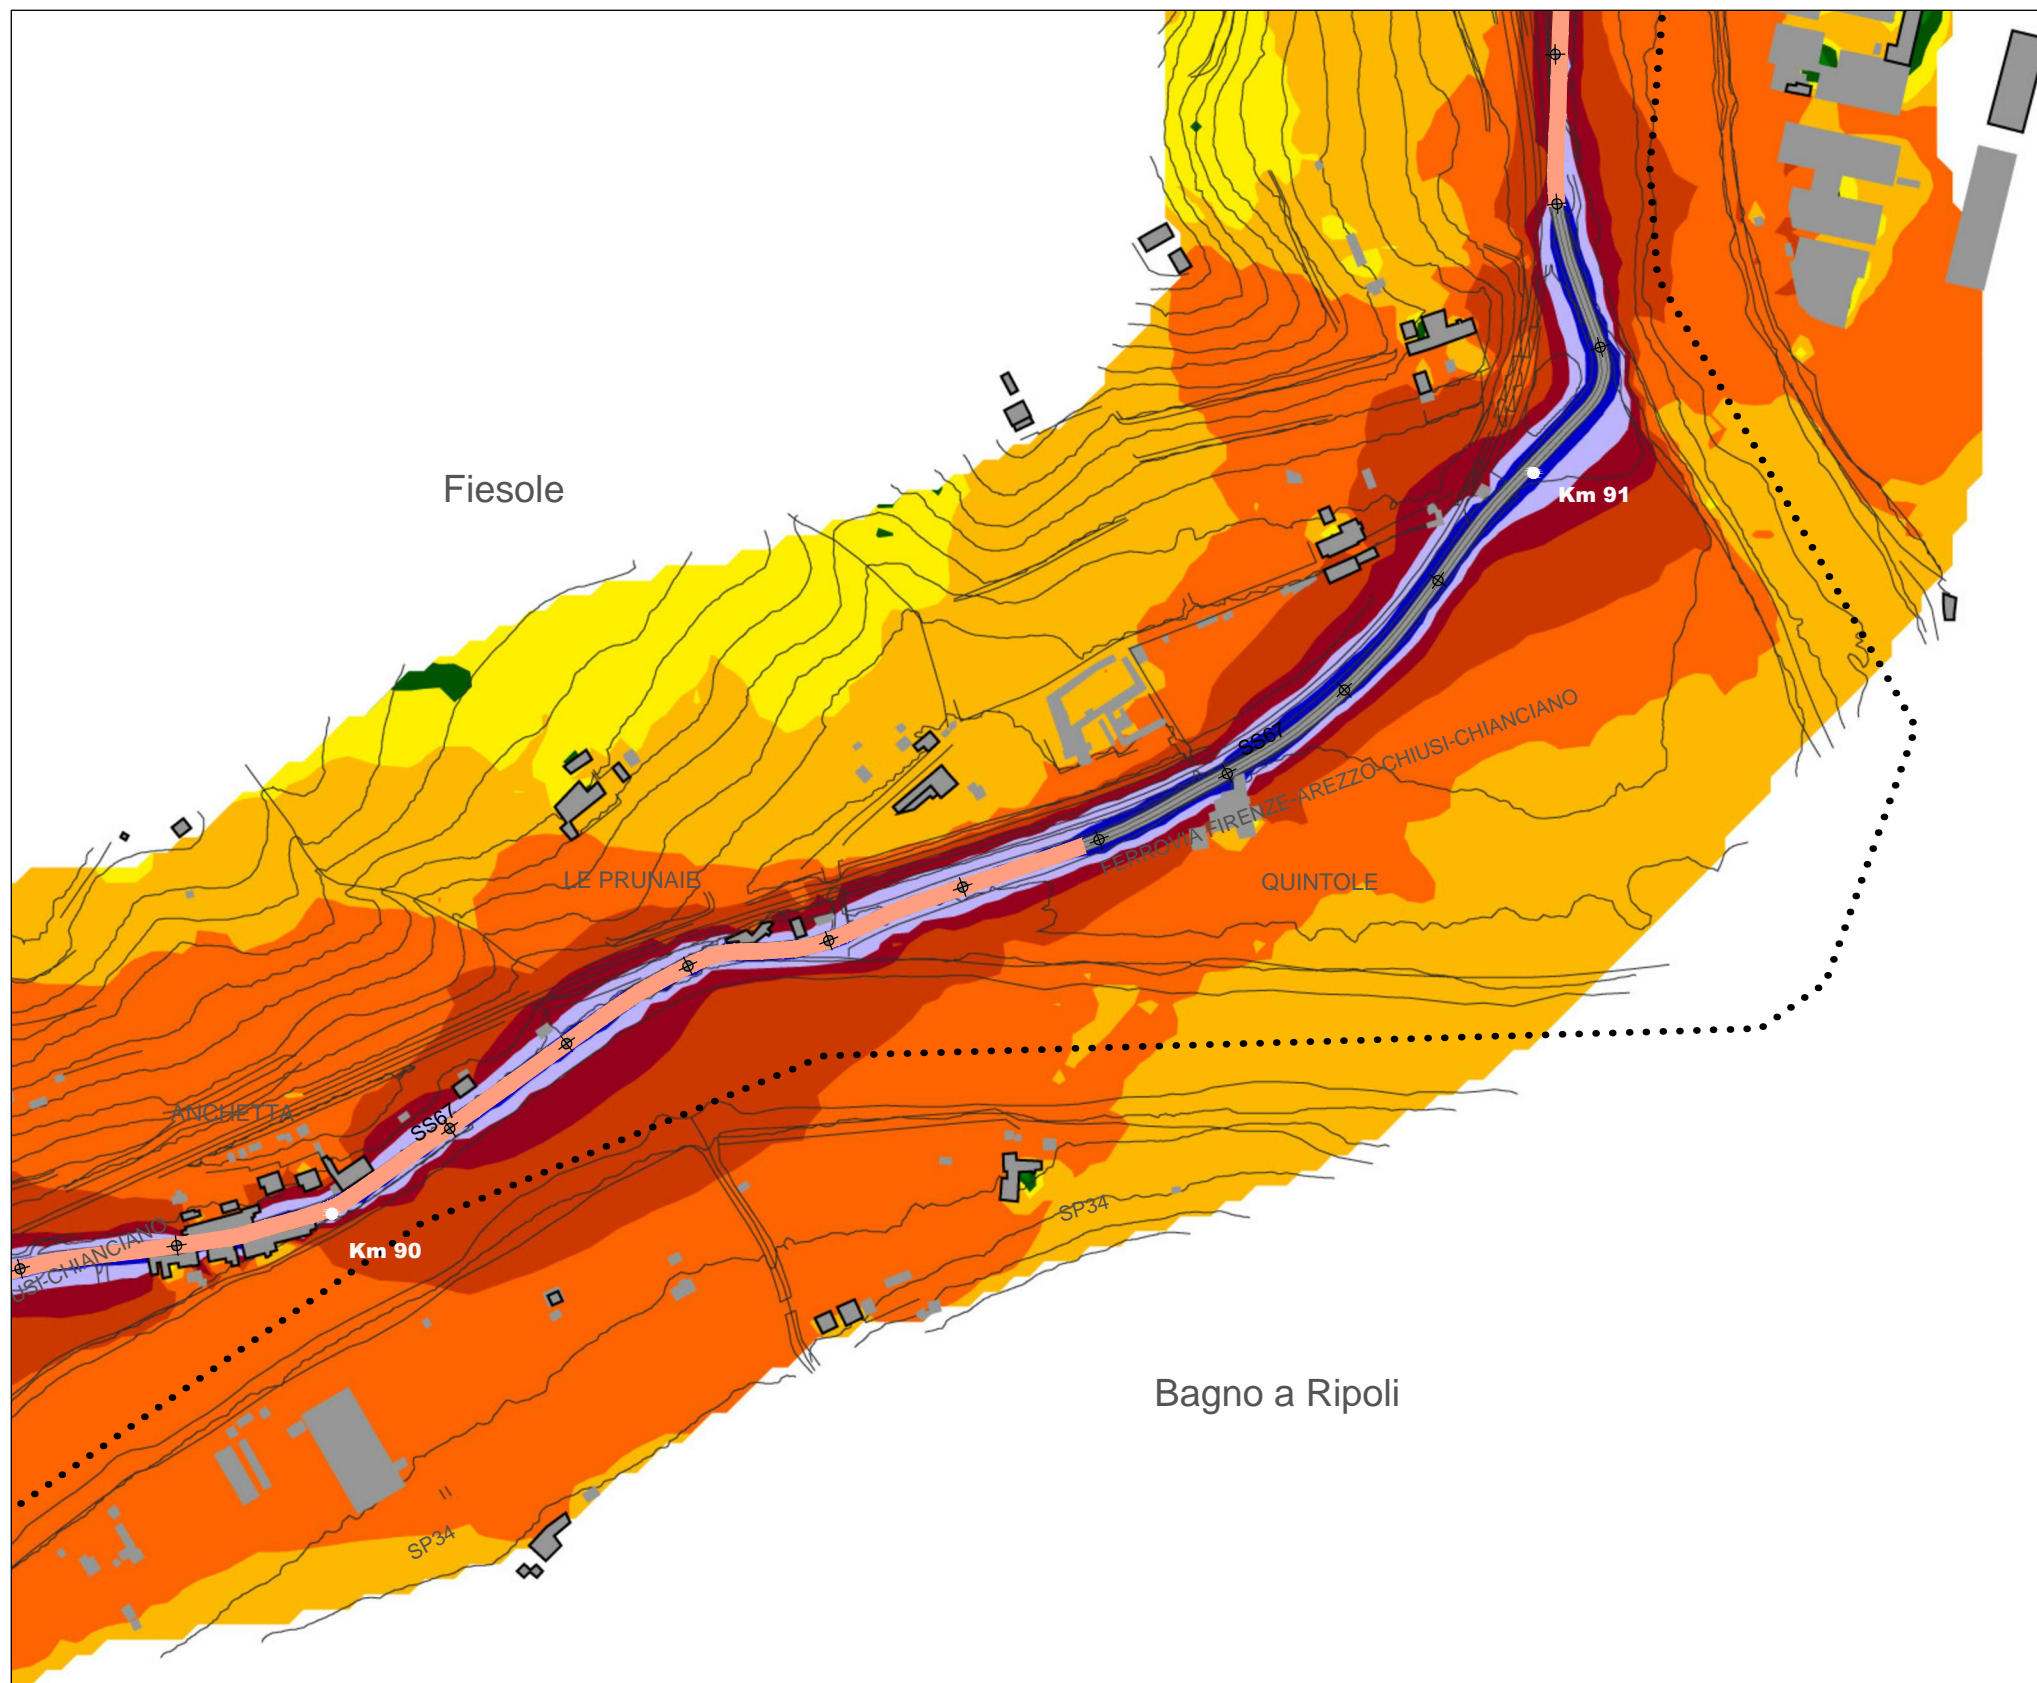 Fiesole
Km 91
SS67
FERROVIA FIRENZE-AREZZO-CHIUSI-CHIANCIANO
LE PRUNAIE
QUINTOLE
ANCHETTA
SS67
SP34
USI-CHIANCIANO
Km 90
Bagno a Ripoli
SP34